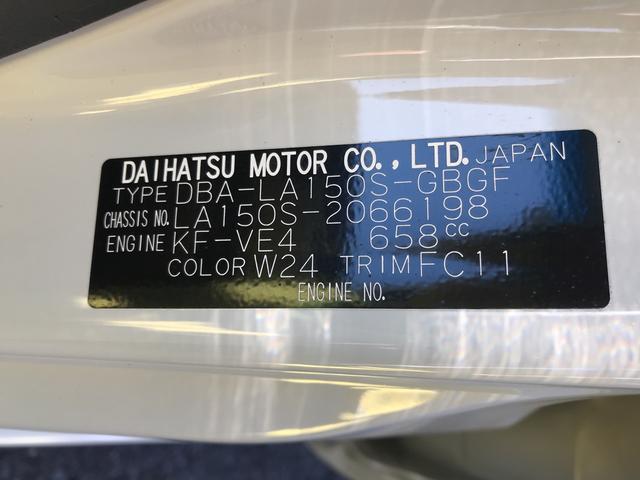 DAIHATSU MOTOR CO., LTD. JAPAN
TYPE DBA-LA150S-GBGF
CHASSIS NO. LA150S-2066198
ENGINE KF-VE4 658cc
COLOR W24 TRIM FC11
ENGINE NO.